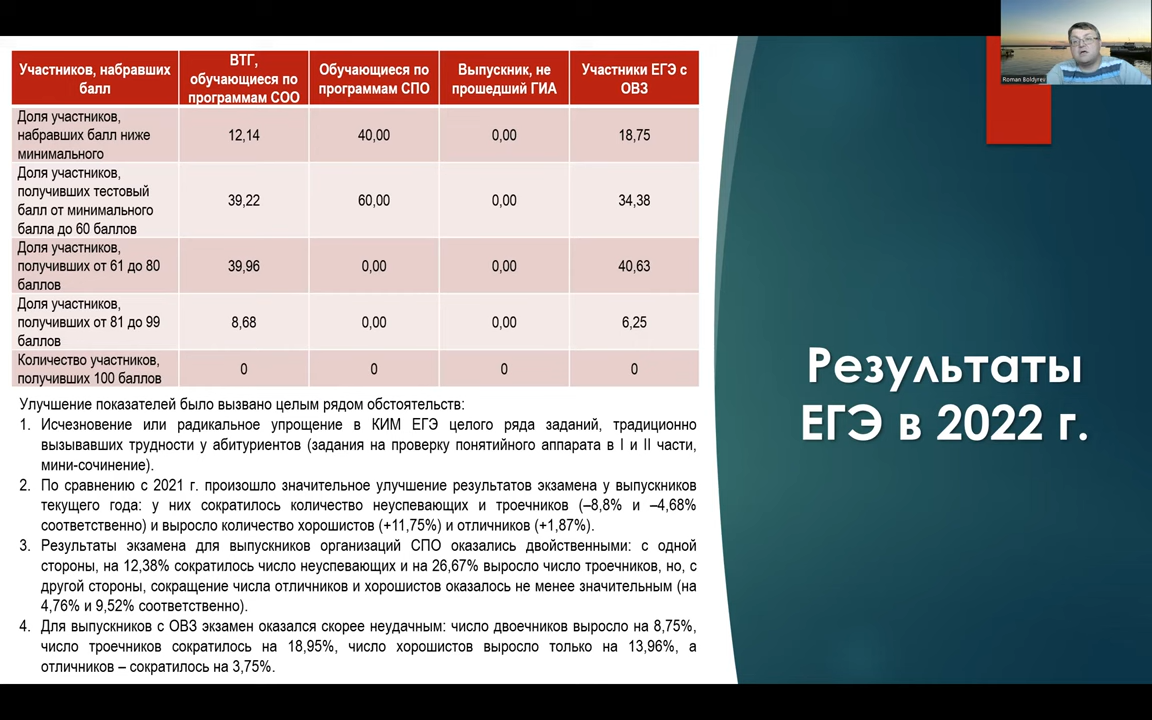 Roman Boldyrev
Участников, набравших
балл
ВТГ,
обучающиеся по
программам СОО
Обучающиеся по
программам СПО
Выпускник, не
прошедший ГИА
Участники ЕГЭ с
ОВЗ
Доля участников,
набравших балл ниже
минимального
12,14
40,00
0,00
18,75
Доля участников,
получивших тестовый
балл от минимального
балла до 60 баллов
39,22
60,00
0,00
34,38
Доля участников,
получивших от 61 до 80
баллов
39,96
0,00
0,00
40,63
Доля участников,
получивших от 81 до 99
баллов
8,68
0,00
0,00
6,25
Количество участников,
получивших 100 баллов
0
0
0
0
Улучшение показателей было вызвано целым рядом обстоятельств:
1. Исчезновение или радикальное упрощение в КИМ ЕГЭ целого ряда заданий, традиционно
вызывавших трудности у абитуриентов (задания на проверку понятийного аппарата в I и II части,
мини-сочинение).
2. По сравнению с 2021 г. произошло значительное улучшение результатов экзамена у выпускников
текущего года: у них сократилось количество неуспевающих и троечников (–8,8% и –4,68%
соответственно) и выросло количество хорошистов (+11,75%) и отличников (+1,87%).
3. Результаты экзамена для выпускников организаций СПО оказались двойственными: с одной
стороны, на 12,38% сократилось число неуспевающих и на 26,67% выросло число троечников, но, с
другой стороны, сокращение числа отличников и хорошистов оказалось не менее значительным (на
4,76% и 9,52% соответственно).
4. Для выпускников с ОВЗ экзамен оказался скорее неудачным: число двоечников выросло на 8,75%,
число троечников сократилось на 18,95%, число хорошистов выросло только на 13,96%, а
отличников – сократилось на 3,75%.
Результаты
ЕГЭ в 2022 г.